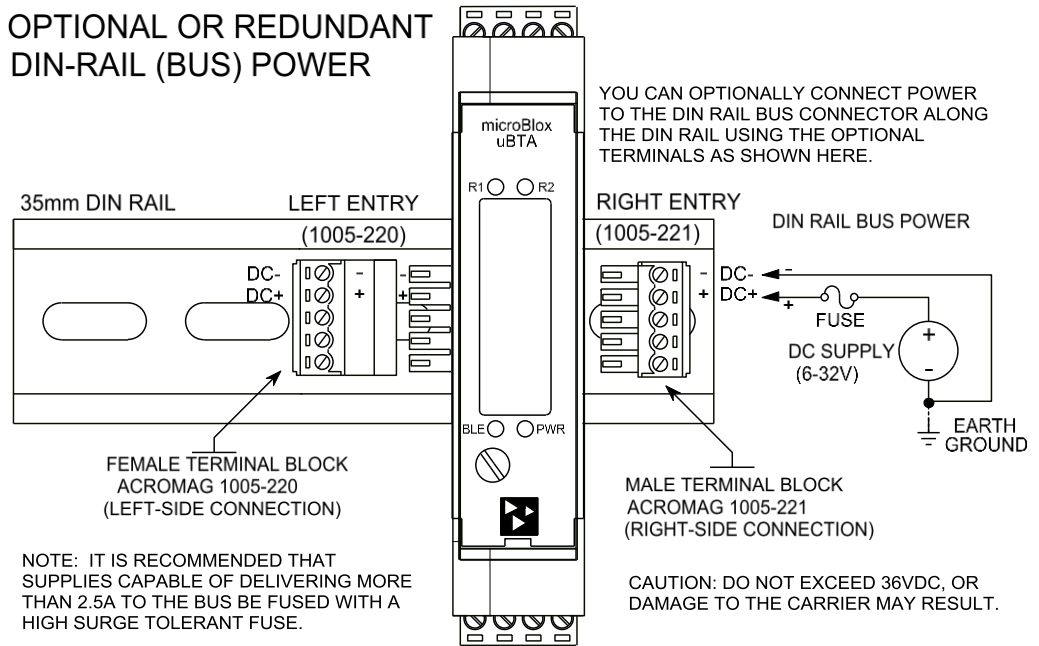 OPTIONAL OR REDUNDANT
DIN-RAIL (BUS) POWER
YOU CAN OPTIONALLY CONNECT POWER
TO THE DIN RAIL BUS CONNECTOR ALONG
THE DIN RAIL USING THE OPTIONAL
TERMINALS AS SHOWN HERE.
microBlox
uBTA
R1
R2
35mm DIN RAIL
LEFT ENTRY
(1005-220)
RIGHT ENTRY
(1005-221)
DIN RAIL BUS POWER
DC-
-
-
-
DC-
-
DC+
+
+
+
DC+
+
FUSE
DC SUPPLY
(6-32V)
+
-
BLE
PWR
EARTH
GROUND
FEMALE TERMINAL BLOCK
ACROMAG 1005-220
(LEFT-SIDE CONNECTION)
MALE TERMINAL BLOCK
ACROMAG 1005-221
(RIGHT-SIDE CONNECTION)
NOTE: IT IS RECOMMENDED THAT
SUPPLIES CAPABLE OF DELIVERING MORE
THAN 2.5A TO THE BUS BE FUSED WITH A
HIGH SURGE TOLERANT FUSE.
CAUTION: DO NOT EXCEED 36VDC, OR
DAMAGE TO THE CARRIER MAY RESULT.